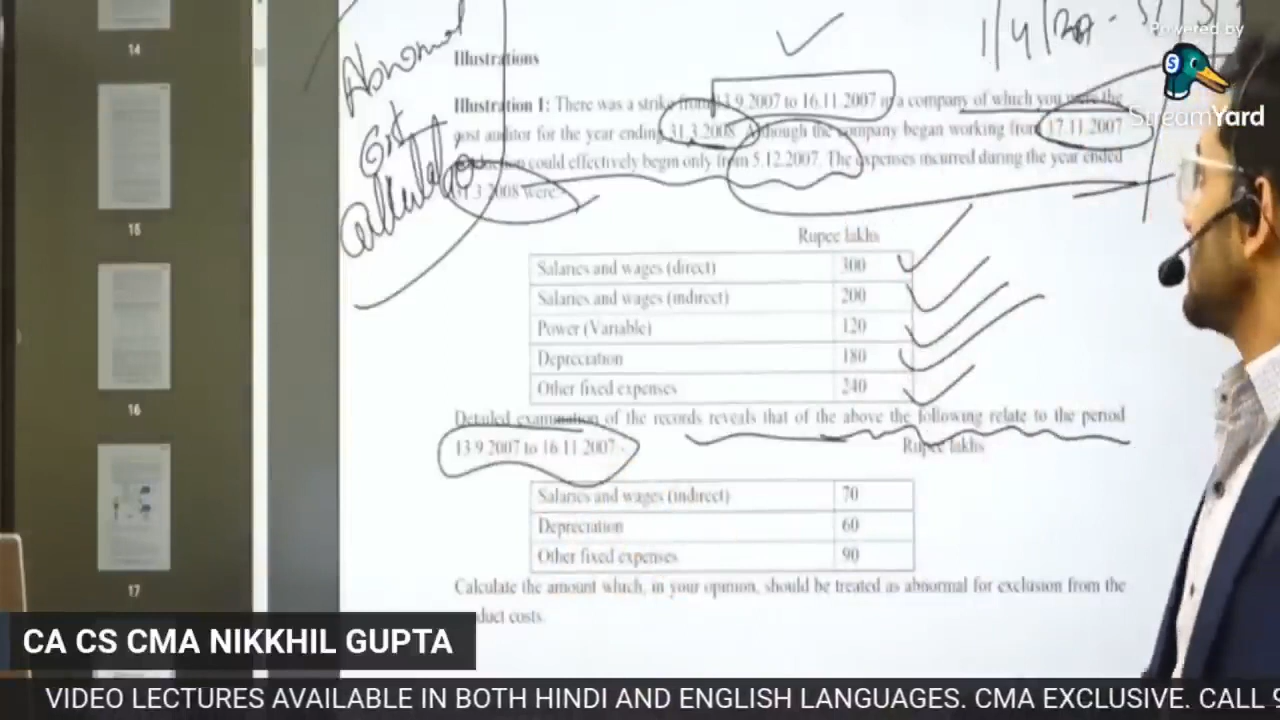 14
15
16
17
Abnormal
Cost
1/4/
Powered by
StreamYard
Illustrations
Illustration 1: There was a strike from 13.9.2007 to 16.11.2007 in a company of which you were the
cost auditor for the year ending 31.3.2008. Although the company began working from 17.11.2007
production could effectively begin only from 5.12.2007. The expenses incurred during the year ended
31.3.2008 were:
Rupee lakhs
Salaries and wages (direct) 300
Salaries and wages (indirect) 200
Power (Variable) 120
Depreciation 180
Other fixed expenses 240
Detailed examination of the records reveals that of the above the following relate to the period
13.9.2007 to 16.11.2007 -
Rupee lakhs
Salaries and wages (indirect) 70
Depreciation 60
Other fixed expenses 90
Calculate the amount which, in your opinion, should be treated as abnormal for exclusion from the
duct costs.
CA CS CMA NIKKHIL GUPTA
VIDEO LECTURES AVAILABLE IN BOTH HINDI AND ENGLISH LANGUAGES. CMA EXCLUSIVE. CALL 9